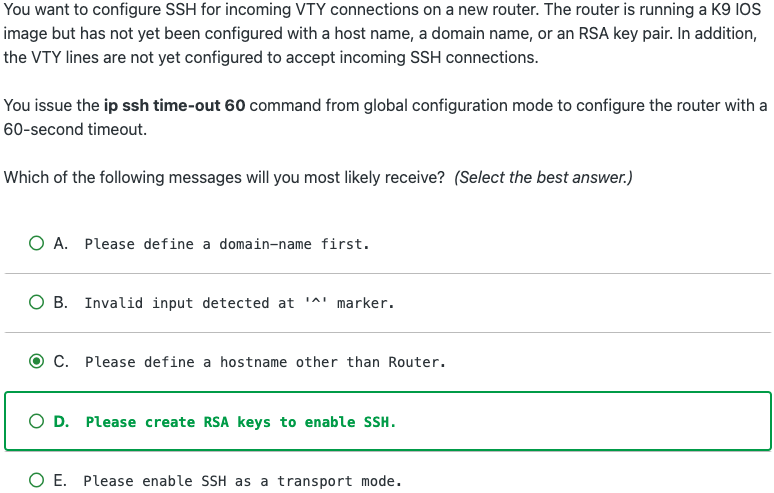 You want to configure SSH for incoming VTY connections on a new router. The router is running a K9 IOS
image but has not yet been configured with a host name, a domain name, or an RSA key pair. In addition,
the VTY lines are not yet configured to accept incoming SSH connections.
You issue the ip ssh time-out 60 command from global configuration mode to configure the router with a
60-second timeout.
Which of the following messages will you most likely receive? (Select the best answer.)
A. Please define a domain-name first.
B. Invalid input detected at '^' marker.
C. Please define a hostname other than Router.
D. Please create RSA keys to enable SSH.
E. Please enable SSH as a transport mode.